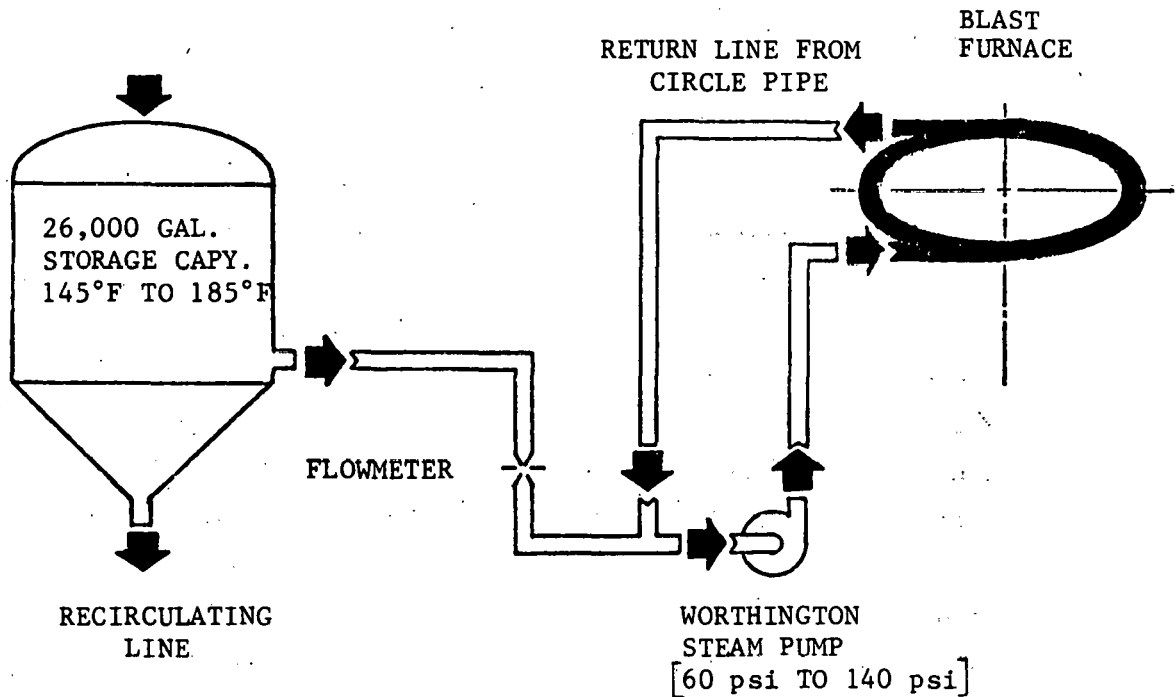 BLAST
FURNACE
RETURN LINE FROM
CIRCLE PIPE
26,000 GAL.
STORAGE CAPY.
145°F TO 185°F
FLOWMETER
RECIRCULATING
LINE
WORTHINGTON
STEAM PUMP
[60 psi TO 140 psi]